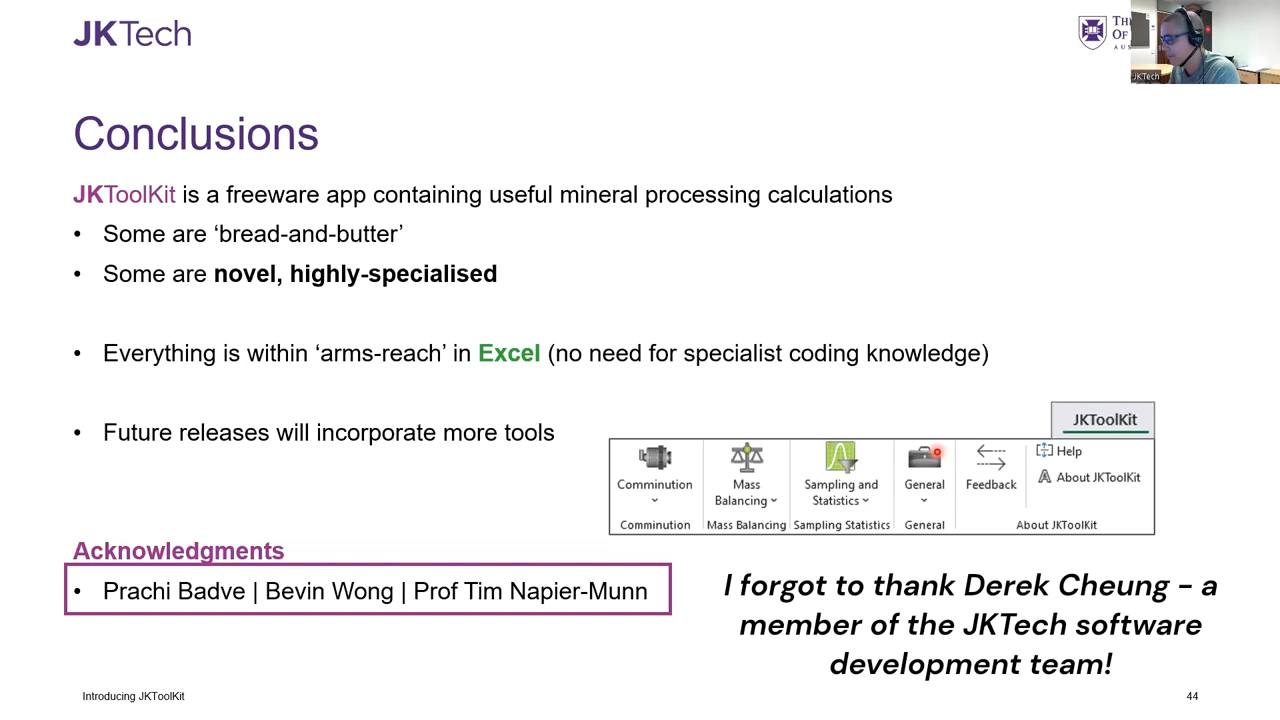 JKTech
TH
OF
AUS
JKTech
Conclusions
JKToolKit is a freeware app containing useful mineral processing calculations
• Some are ‘bread-and-butter’
• Some are novel, highly-specialised
• Everything is within ‘arms-reach’ in Excel (no need for specialist coding knowledge)
• Future releases will incorporate more tools
JKToolKit
Comminution
Mass Balancing
Sampling and Statistics
General
Feedback
Help
About JKToolKit
Comminution
Mass Balancing
Sampling Statistics
General
About JKToolKit
Acknowledgments
• Prachi Badve | Bevin Wong | Prof Tim Napier-Munn
I forgot to thank Derek Cheung – a
member of the JKTech software
development team!
Introducing JKToolKit
44